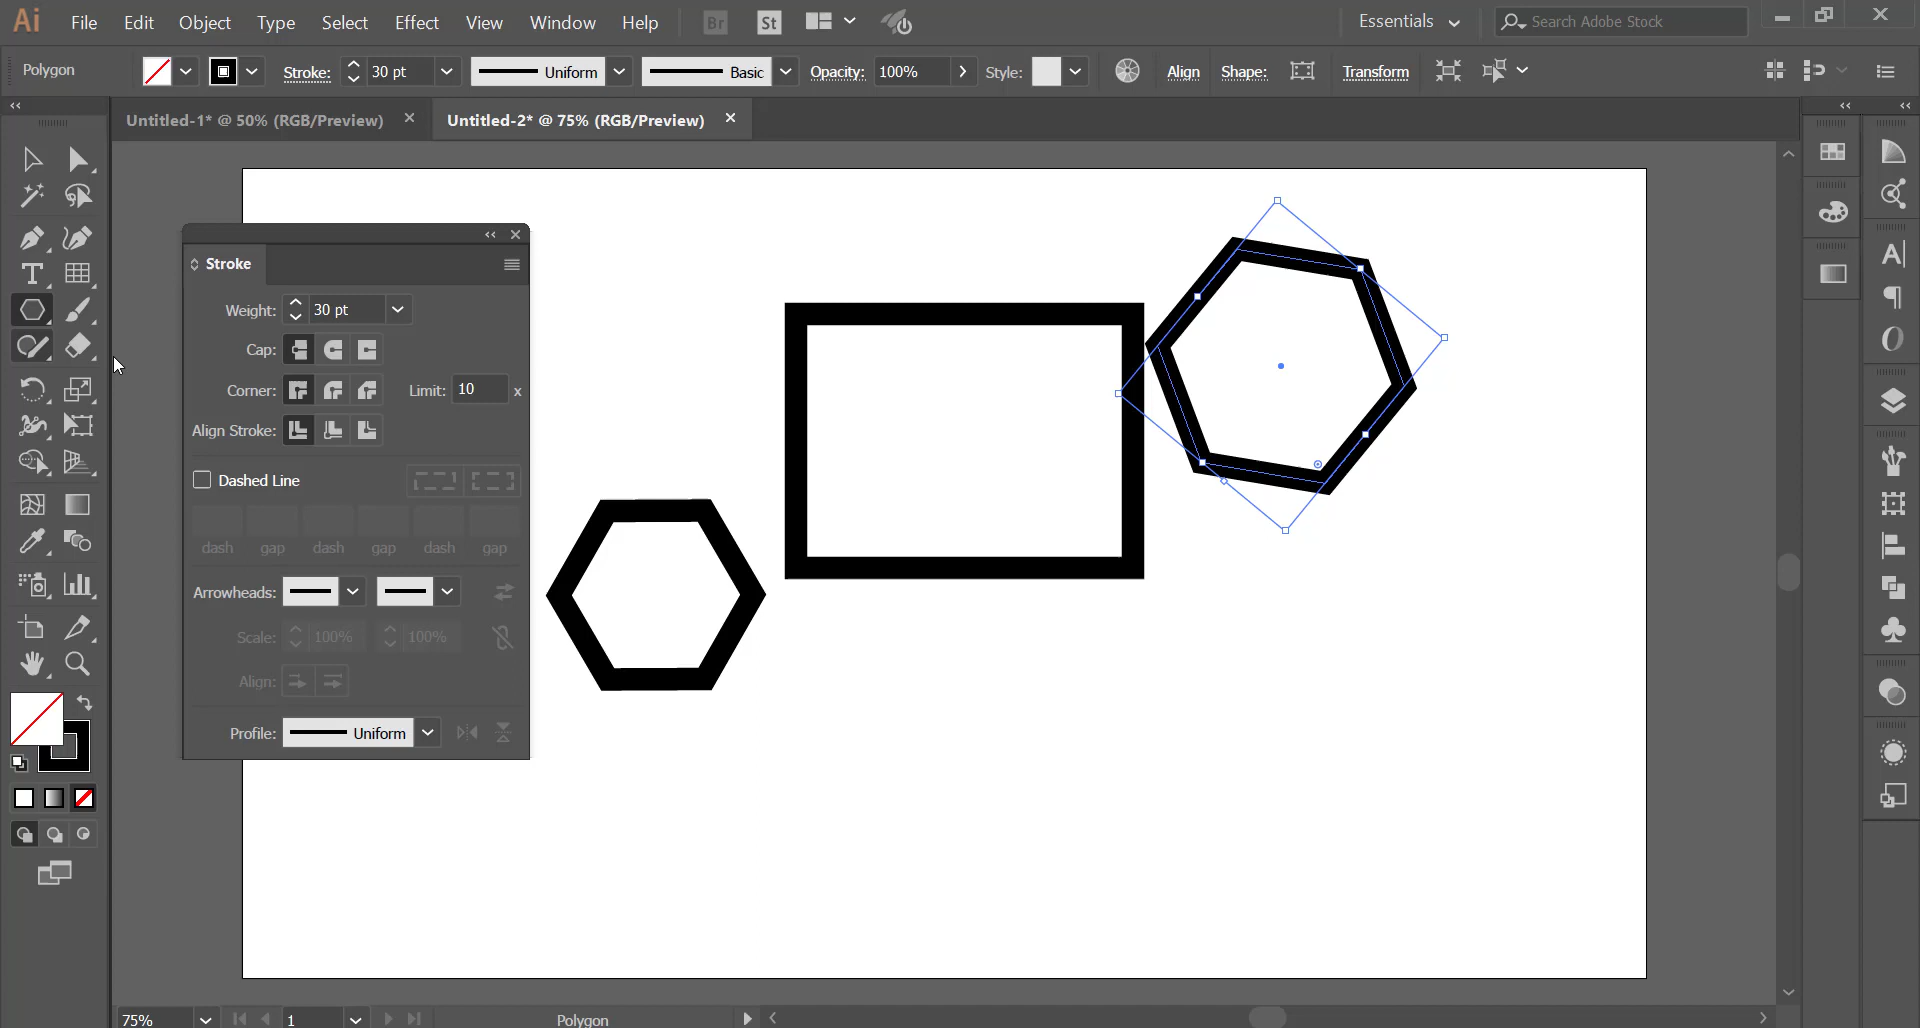 Ai File Edit Object Type Select Effect View Window Help Br St Essentials Search Adobe Stock
Polygon Stroke: 30 pt Uniform Basic Opacity: 100% Style: Align Shape: Transform
Untitled-1* @ 50% (RGB/Preview) Untitled-2* @ 75% (RGB/Preview)
Stroke
Weight: 30 pt
Cap:
Corner: Limit: 10 x
Align Stroke:
Dashed Line
dash gap dash gap dash gap
Arrowheads:
Scale: 100% 100%
Align:
Profile: Uniform
75% 1 Polygon